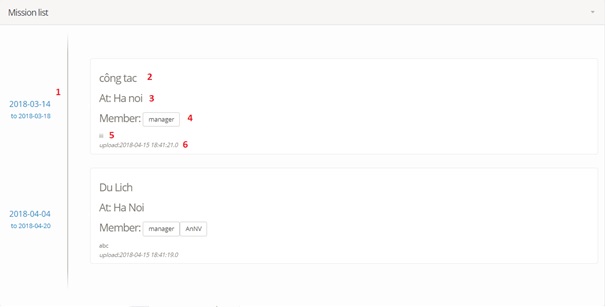 Mission list
1
2018-03-14
to 2018-03-18
công tac 2
At: Ha noi 3
Member: manager 4
5
upload:2018-04-15 18:41:21.0 6
2018-04-04
to 2018-04-20
Du Lich
At: Ha Noi
Member: manager AnNV
abc
upload:2018-04-15 18:41:19.0